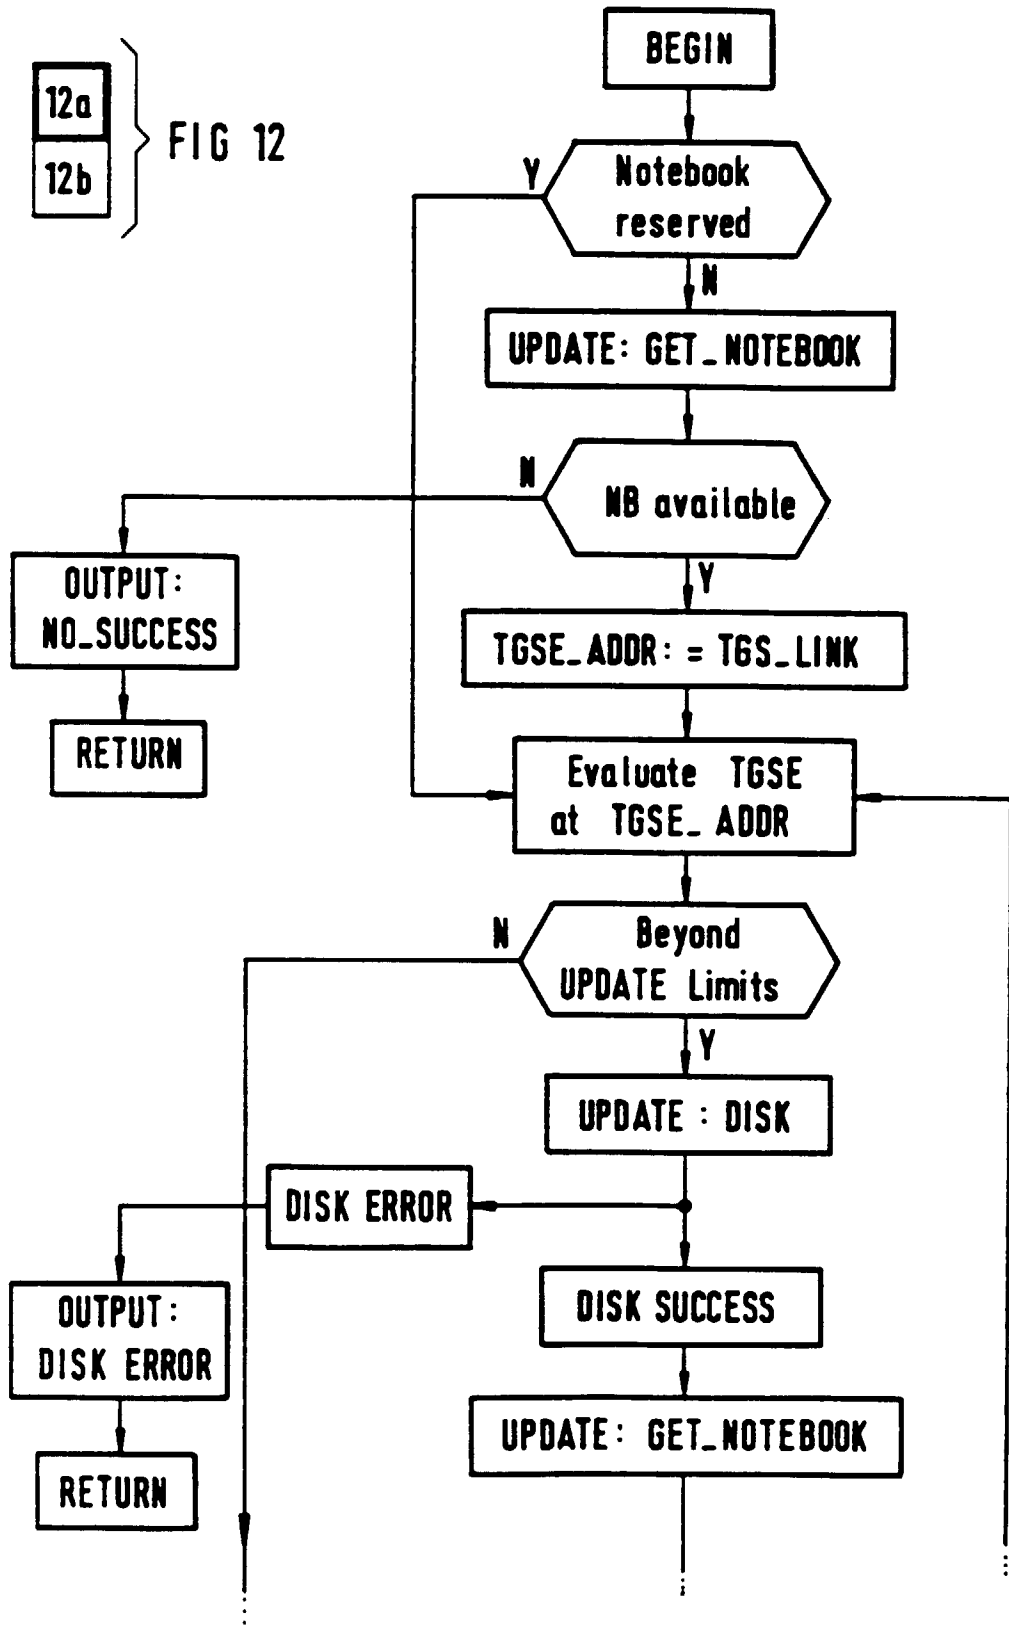 BEGIN
12a
12b
FIG 12
Y
Notebook
reserved
N
UPDATE: GET_NOTEBOOK
N
NB available
Y
OUTPUT:
NO_SUCCESS
TGSE_ADDR: = TGS_LINK
RETURN
Evaluate TGSE
at TGSE_ADDR
N
Beyond
UPDATE Limits
Y
UPDATE : DISK
DISK ERROR
OUTPUT:
DISK ERROR
DISK SUCCESS
UPDATE: GET_NOTEBOOK
RETURN